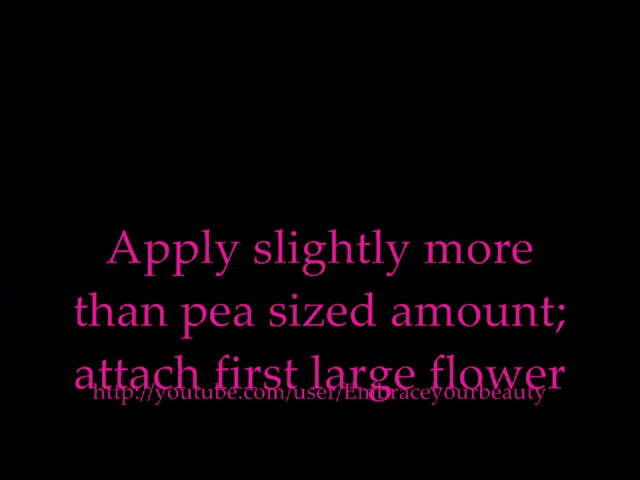 Apply slightly more
than pea sized amount;
attach first large flower
http://youtube.com/user/Embraceyourbeauty